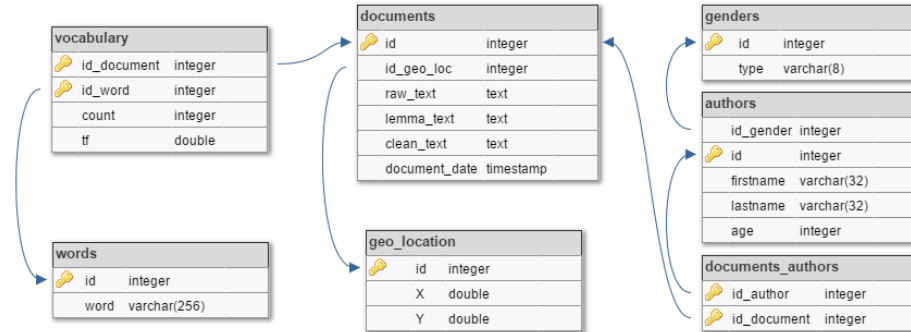 vocabulary
id_document integer
id_word integer
count integer
tf double
words
id integer
word varchar(256)
documents
id integer
id_geo_loc integer
raw_text text
lemma_text text
clean_text text
document_date timestamp
geo_location
id integer
X double
Y double
genders
id integer
type varchar(8)
authors
id_gender integer
id integer
firstname varchar(32)
lastname varchar(32)
age integer
documents_authors
id_author integer
id_document integer